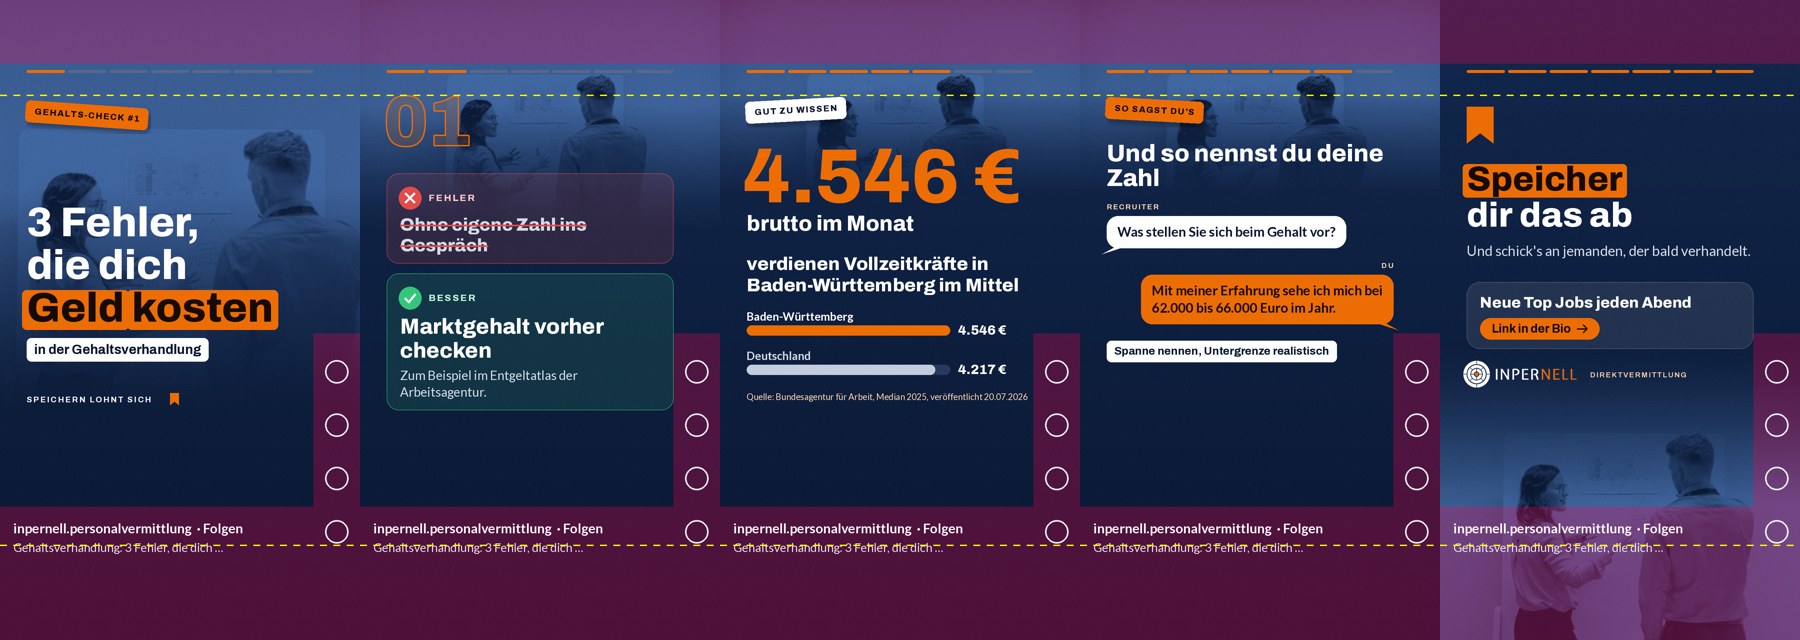 GEHALTS-CHECK #1
3 Fehler,
die dich
Geld kosten
in der Gehaltsverhandlung
SPEICHERN LOHNT SICH
inpernell.personalvermittlung · Folgen
Gehaltsverhandlung: 3 Fehler, die dich ...
01
FEHLER
Ohne eigene Zahl ins
Gespräch
BESSER
Marktgehalt vorher
checken
Zum Beispiel im Entgeltatlas der
Arbeitsagentur.
inpernell.personalvermittlung · Folgen
Gehaltsverhandlung: 3 Fehler, die dich ...
GUT ZU WISSEN
4.546 €
brutto im Monat
verdienen Vollzeitkräfte in
Baden-Württemberg im Mittel
Baden-Württemberg
4.546 €
Deutschland
4.217 €
Quelle: Bundesagentur für Arbeit, Median 2025, veröffentlicht 20.07.2026
inpernell.personalvermittlung · Folgen
Gehaltsverhandlung: 3 Fehler, die dich ...
SO SAGST DU'S
Und so nennst du deine
Zahl
RECRUITER
Was stellen Sie sich beim Gehalt vor?
DU
Mit meiner Erfahrung sehe ich mich bei
62.000 bis 66.000 Euro im Jahr.
Spanne nennen, Untergrenze realistisch
inpernell.personalvermittlung · Folgen
Gehaltsverhandlung: 3 Fehler, die dich ...
Speicher
dir das ab
Und schick's an jemanden, der bald verhandelt.
Neue Top Jobs jeden Abend
Link in der Bio →
INPERNELL DIREKTVERMITTLUNG
inpernell.personalvermittlung · Folgen
Gehaltsverhandlung: 3 Fehler, die dich ...